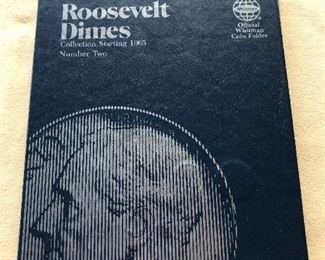 Roosevelt
Dimes
Collection Starting 1965
Number Two
Official
Whitman
Coin Folder